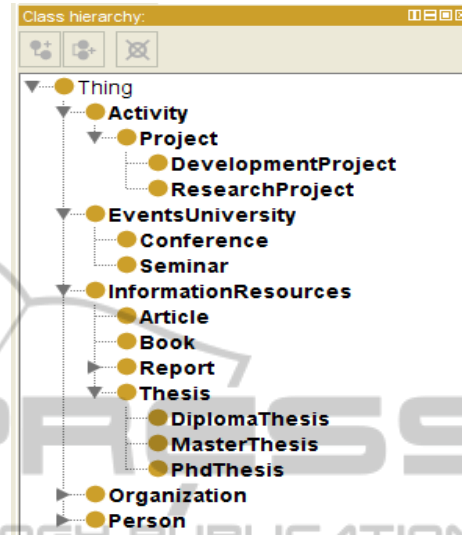 Class hierarchy:
Thing
Activity
Project
DevelopmentProject
ResearchProject
EventsUniversity
Conference
Seminar
InformationResources
Article
Book
Report
Thesis
DiplomaThesis
MasterThesis
PhdThesis
Organization
Person